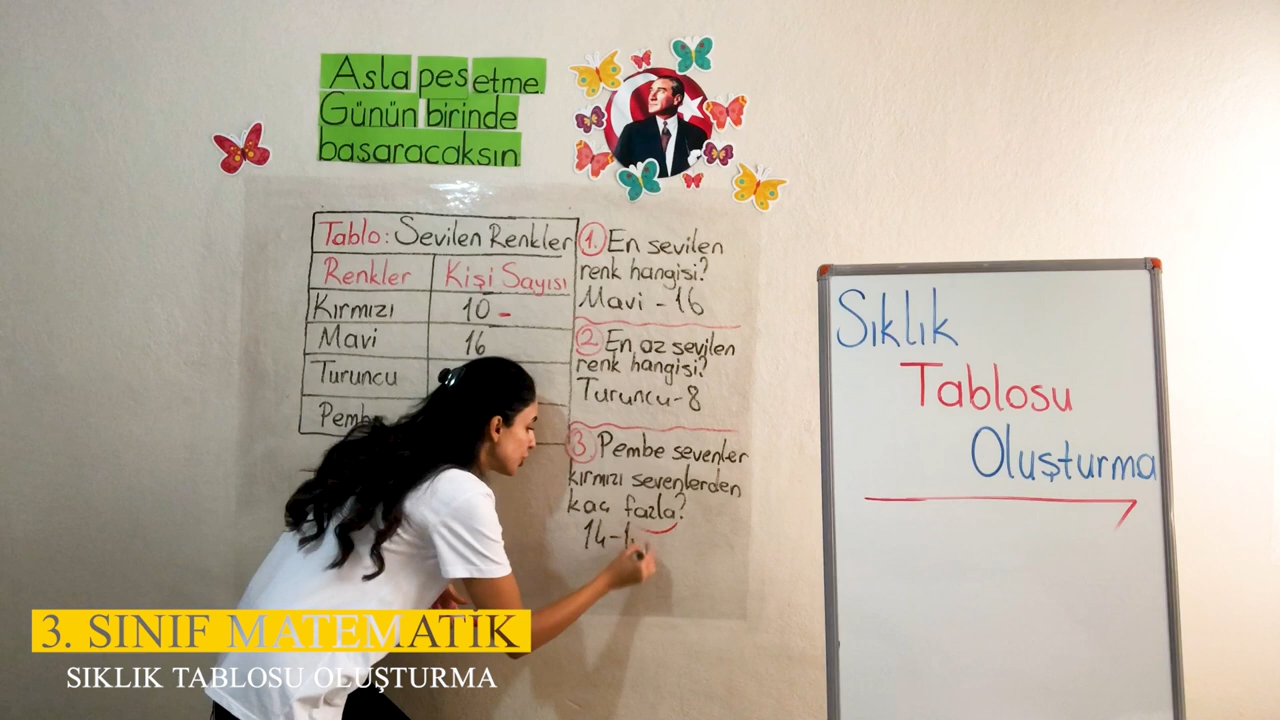 Asla pes etme.
Günün birinde
başaracaksın
Tablo: Sevilen Renkler
Renkler Kişi Sayısı
Kırmızı 10 -
Mavi 16
Turuncu
1. En sevilen
renk hangisi?
Mavi - 16
2. En az sevilen
renk hangisi?
Turuncu - 8
3. Pembe sevenler
kırmızı sevenlerden
kaç fazla?
14-1
Sıklık
Tablosu
Oluşturma
3. SINIF MATEMATİK
SIKLIK TABLOSU OLUŞTURMA